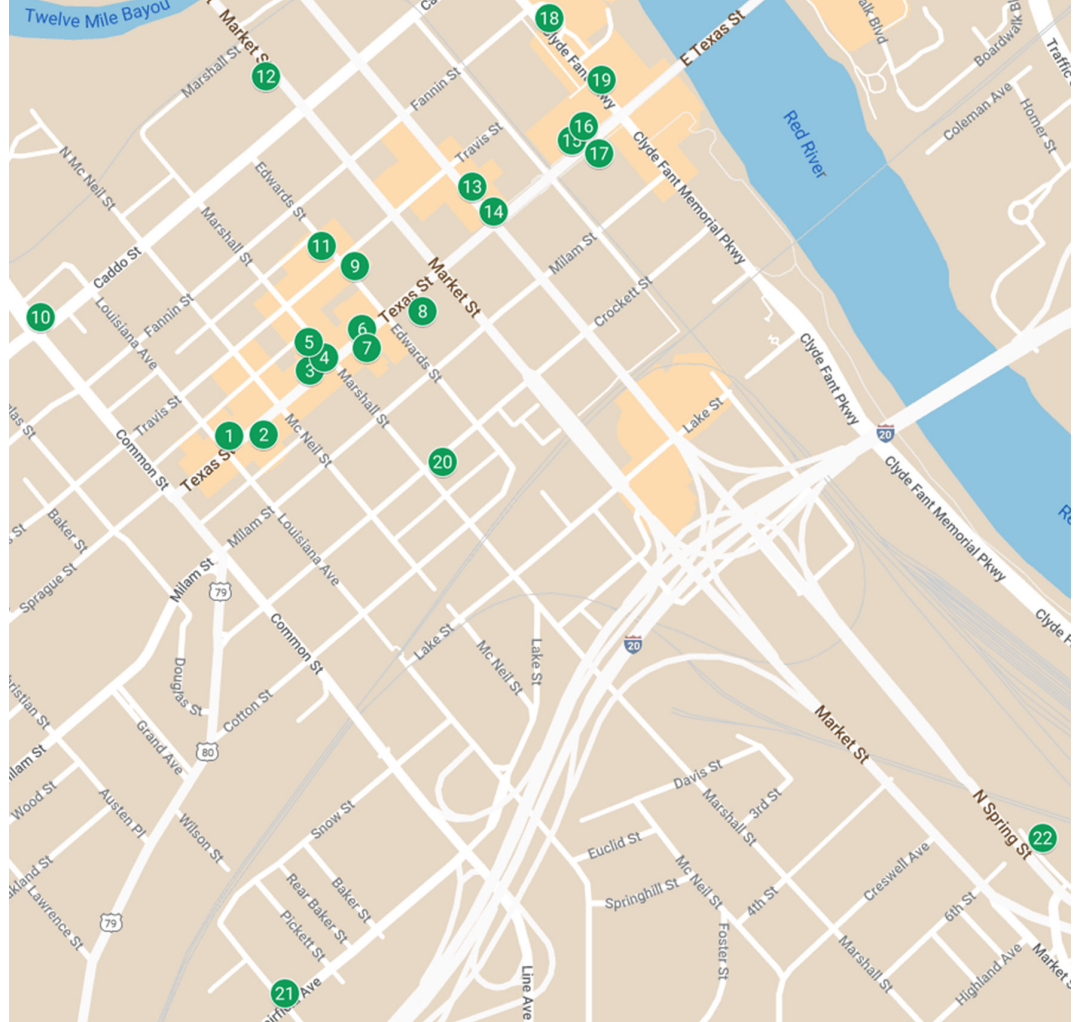 Twelve Mile Bayou
Market St
Marshall St
12
18
Clyde Fant
Pkwy
19
E Texas St
Boardwalk B
Traffic
Coleman Ave
Homer St
Red River
Fannin St
Travis St
16
15
17
13
14
Clyde Fant Memorial Pkwy
N Mc Neil St
Edwards St
Marshall St
11
9
Caddo St
10
Louisiana Ave
Fannin St
Milam St
Crockett St
Market St
Texas St
8
6
7
5
4
3
Edwards St
Marshall St
Travis St
1
2
Texas St
Mc Neil St
Common St
20
Lake St
Clyde Fant Pkwy
20
Clyde Fant Memorial Pkwy
Baker St
Sprague St
Milam St
Milam St
Louisiana Ave
79
Common St
Lake St
Mc Neil St
Lake St
20
Douglas St
Cotton St
80
Grand Ave
Wood St
Austen Pl
Wilson St
Snow St
Market St
Davis St
3rd St
Marshall St
N Spring St
22
Euclid St
Mc Neil St
Creswell Ave
Springhill St
4th St
6th St
Lawrence St
79
Rear Baker St
Baker St
Pickett St
21
Ave
Line Ave
Foster St
Marshall St
Highland Ave
Market S